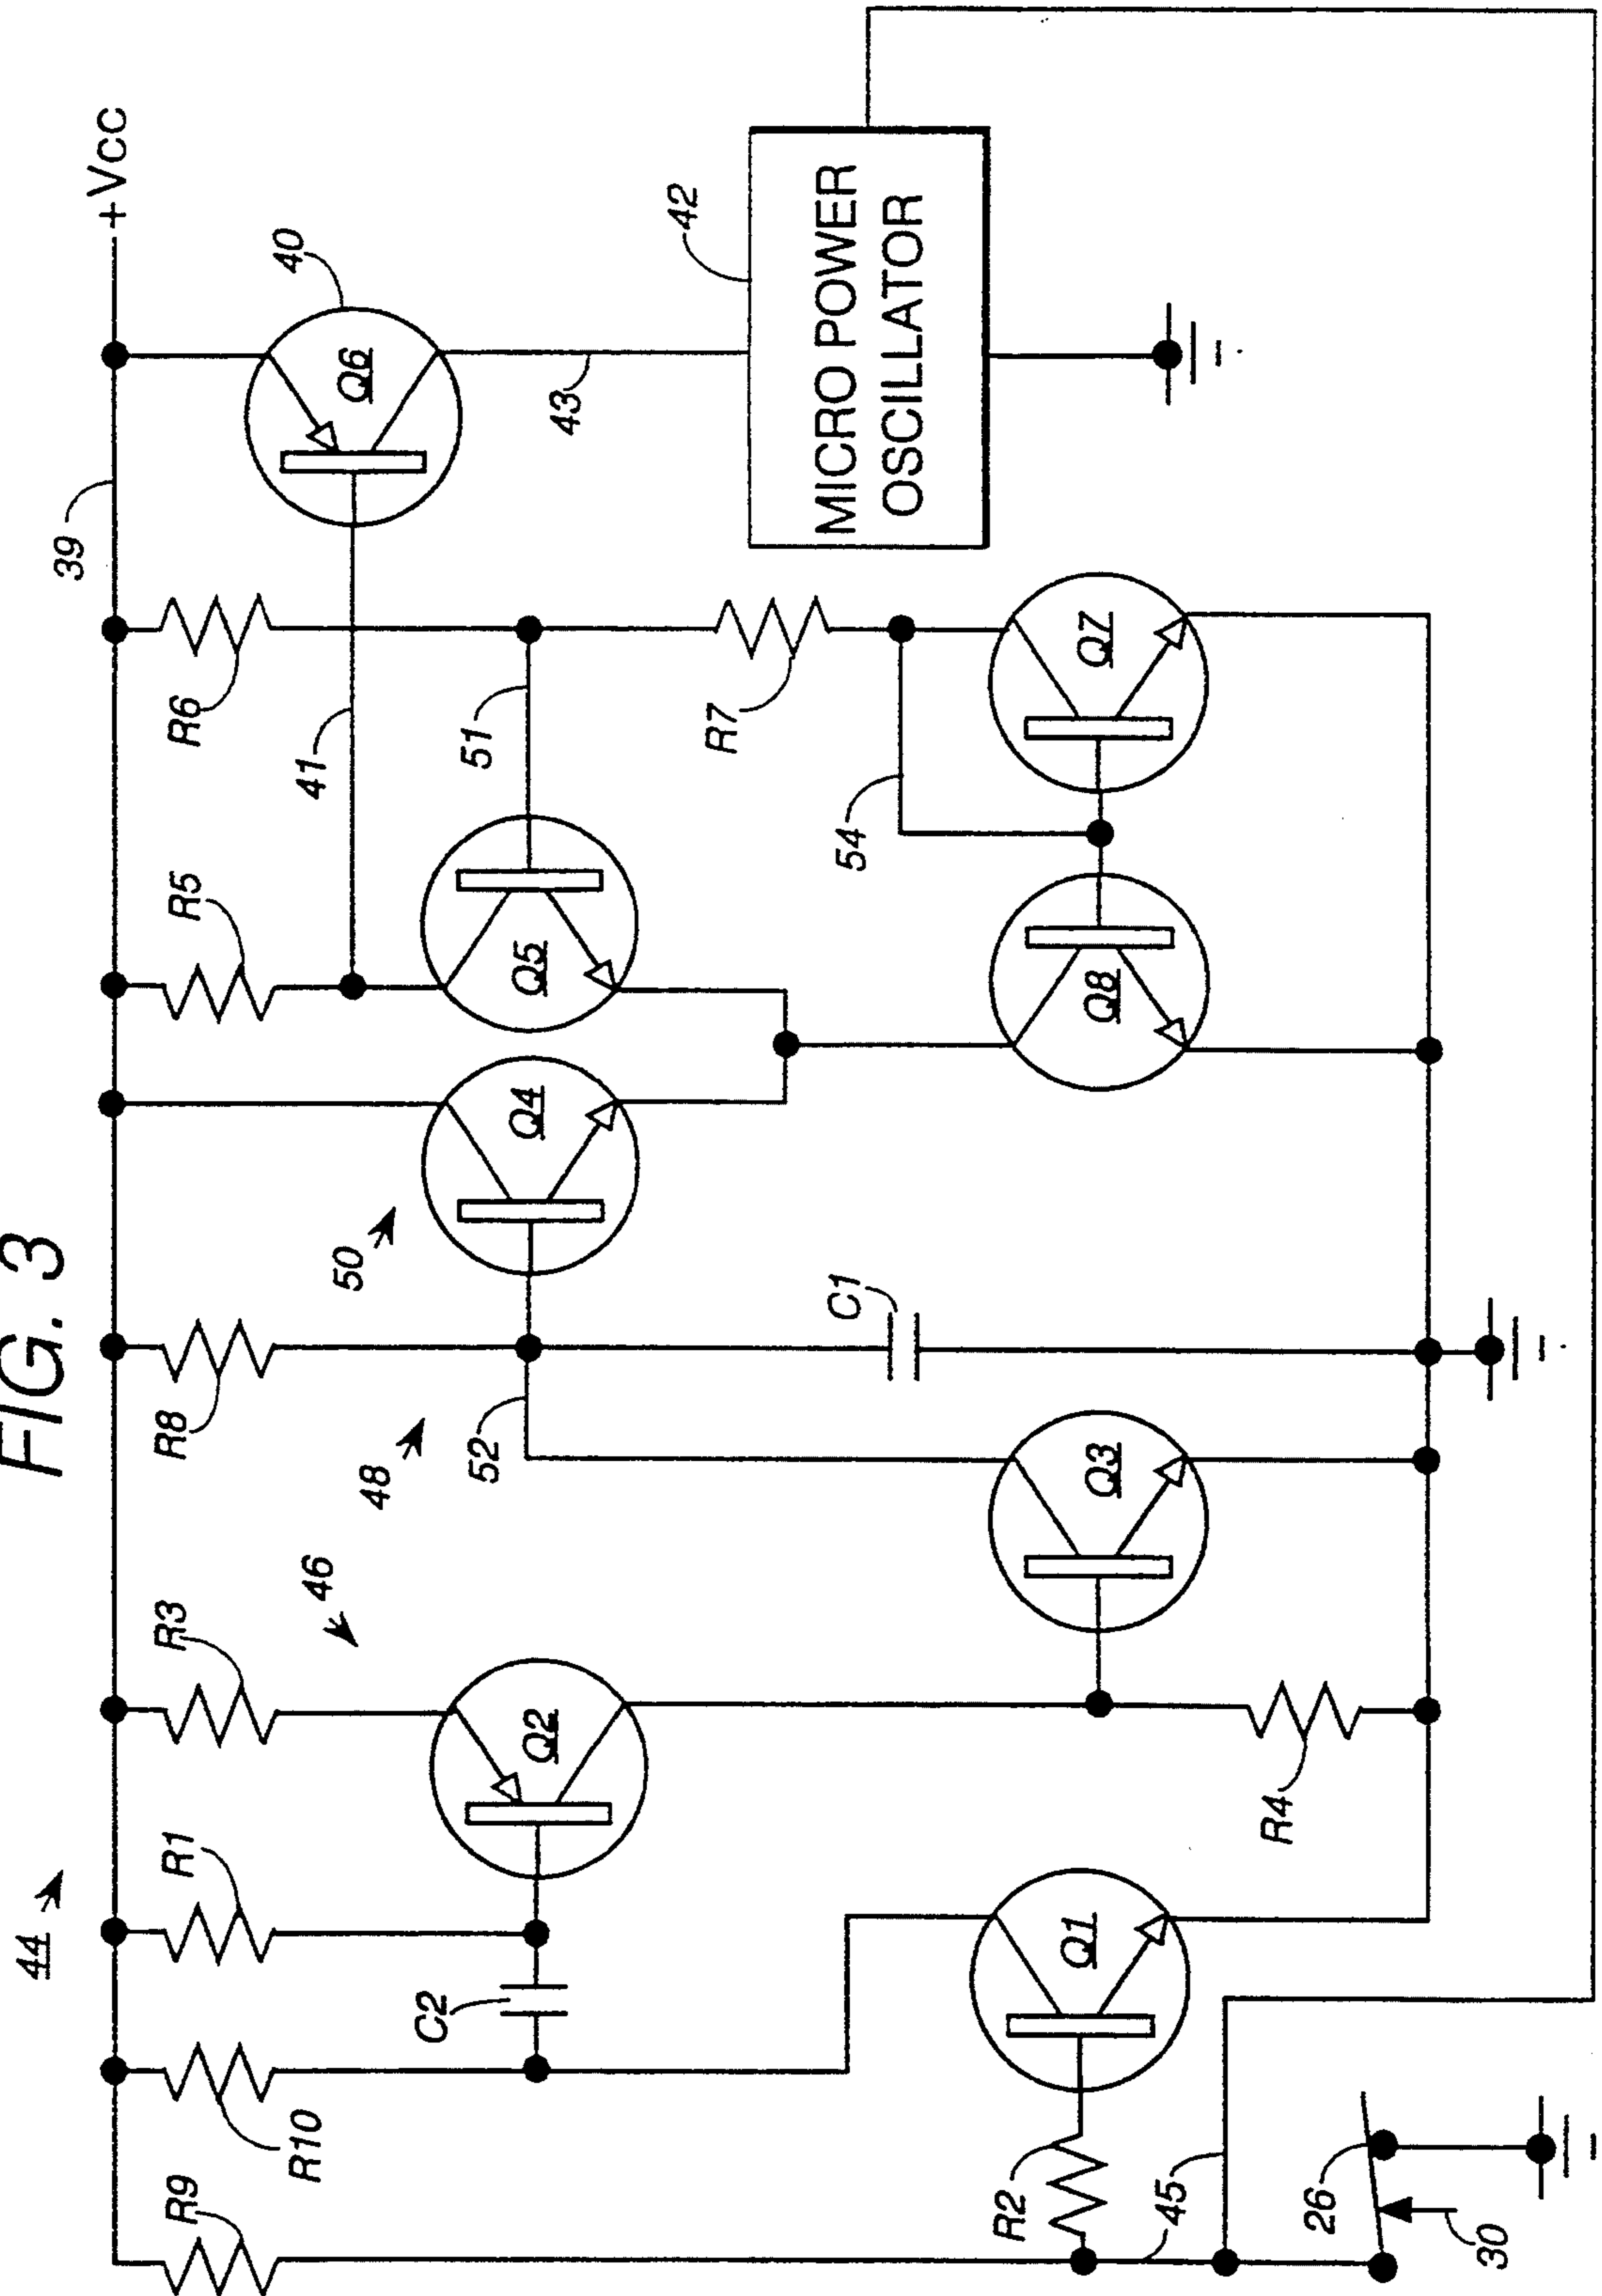 FIG. 3
44
+Vcc
39
R9
R10
R1
R3
R8
R5
R6
40
Q6
41
46
48
50
C2
Q2
52
Q4
Q5
51
43
42
MICRO POWER
OSCILLATOR
R7
54
C1
R2
Q1
Q3
Q8
Q7
R4
45
26
30